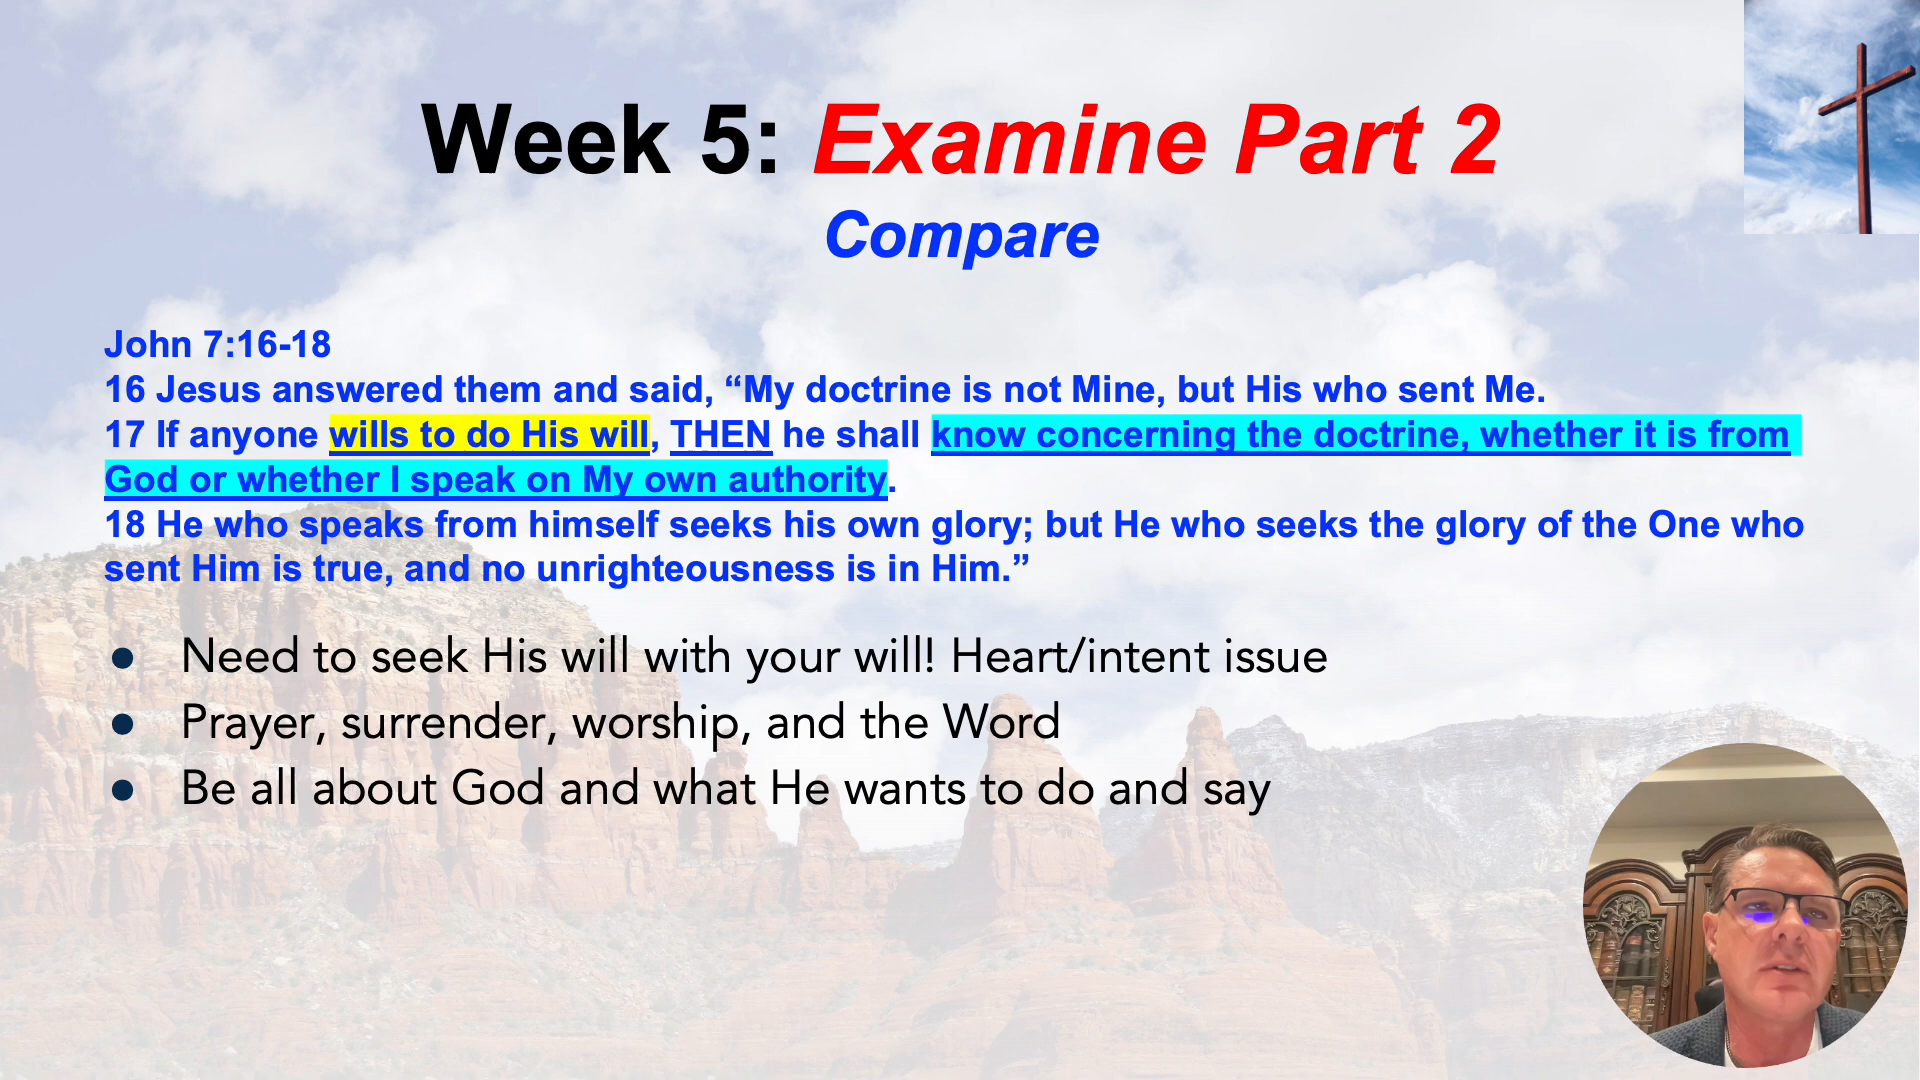 Week 5: Examine Part 2
Compare
John 7:16-18
16 Jesus answered them and said, “My doctrine is not Mine, but His who sent Me.
17 If anyone wills to do His will, THEN he shall know concerning the doctrine, whether it is from
God or whether I speak on My own authority.
18 He who speaks from himself seeks his own glory; but He who seeks the glory of the One who
sent Him is true, and no unrighteousness is in Him.”
● Need to seek His will with your will! Heart/intent issue
● Prayer, surrender, worship, and the Word
● Be all about God and what He wants to do and say